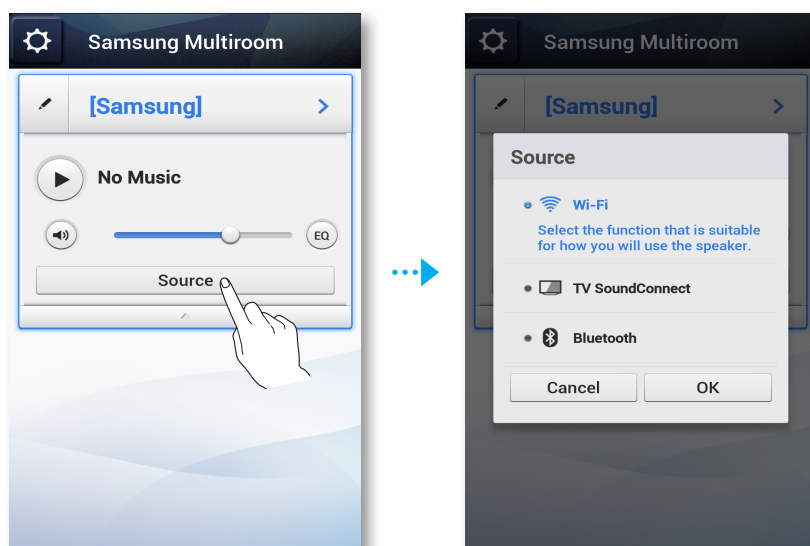 Samsung Multiroom
[Samsung]
No Music
EQ
Source
Samsung Multiroom
[Samsung]
Source
Wi-Fi
Select the function that is suitable
for how you will use the speaker.
TV SoundConnect
Bluetooth
Cancel
OK